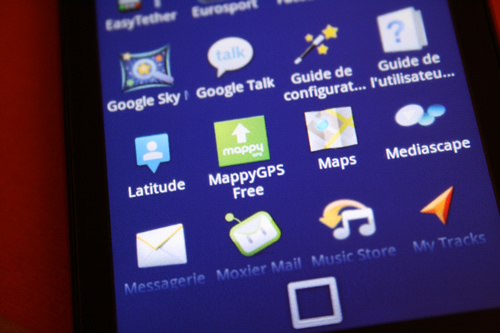 EasyTether
Eurosport
talk
?
Google Sky
Google Talk
Guide de
configurat...
Guide de
l'utilisateu...
mappy
GPS
Latitude
MappyGPS
Free
Maps
Mediascape
Messagerie
Moxier Mail
Music Store
My Tracks